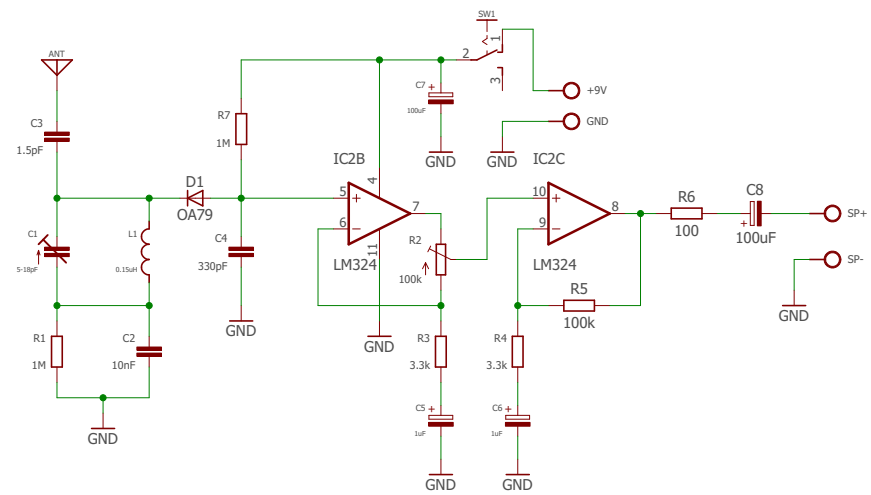 ANT
C3
1.5pF
C1
5-18pF
L1
0.15uH
R1
1M
C2
10nF
GND
D1
OA79
R7
1M
C4
330pF
GND
IC2B
5
6
7
4
11
LM324
GND
R2
100k
R3
3.3k
C5
+
1uF
GND
SW1
1
2
3
C7
+
100uF
GND
+9V
GND
GND
IC2C
10
9
8
LM324
R5
100k
R4
3.3k
C6
+
1uF
GND
R6
100
C8
+
100uF
SP+
SP-
GND